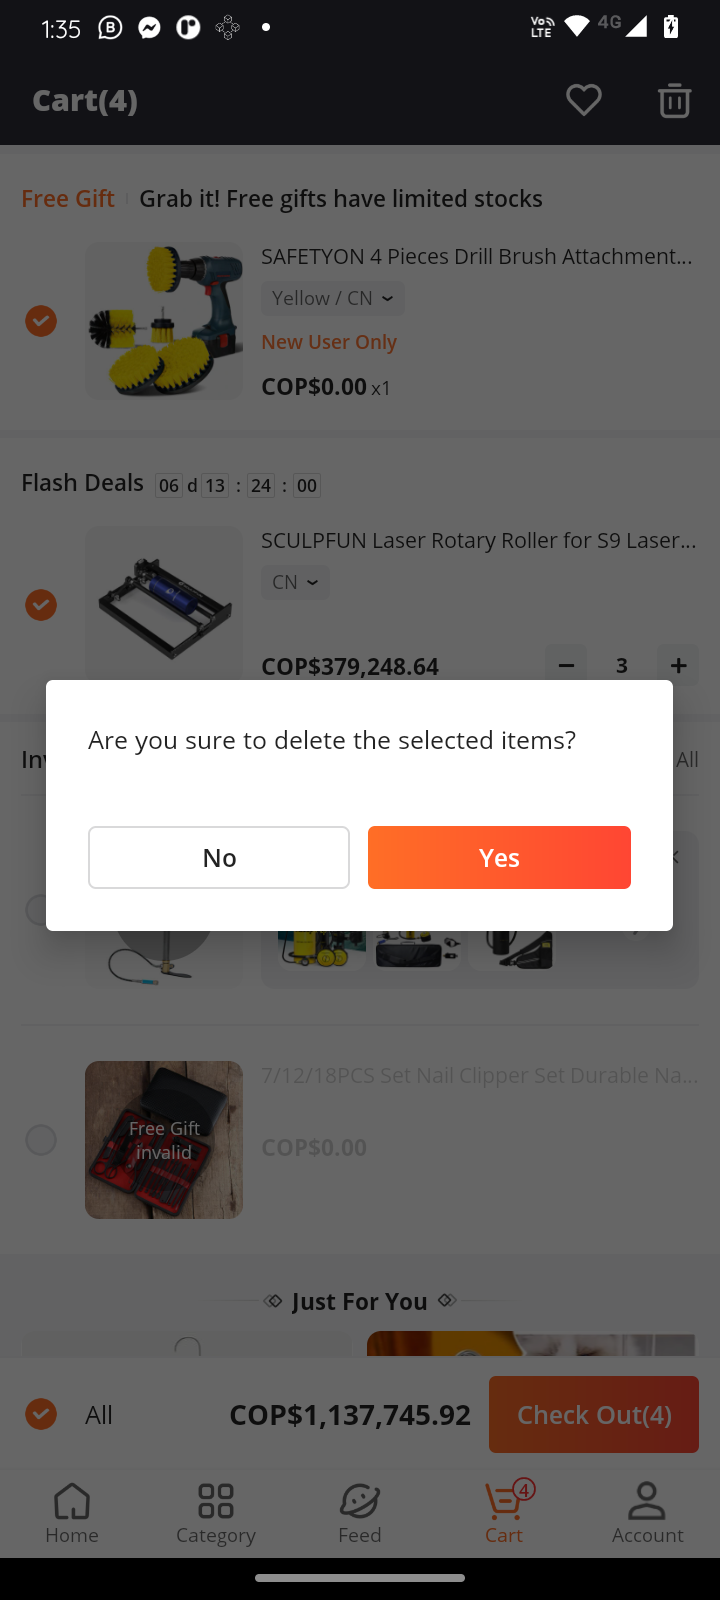 1:35
Vo LTE
4G
Cart(4)
Free Gift
Grab it! Free gifts have limited stocks
SAFETYON 4 Pieces Drill Brush Attachment...
Yellow / CN
New User Only
COP$0.00 x1
Flash Deals 06 d 13 : 24 : 00
SCULPFUN Laser Rotary Roller for S9 Laser...
CN
COP$379,248.64
3
All
Are you sure to delete the selected items?
No
Yes
7/12/18PCS Set Nail Clipper Set Durable Na...
Free Gift
invalid
COP$0.00
Just For You
All
COP$1,137,745.92
Check Out(4)
4
Home
Category
Feed
Cart
Account